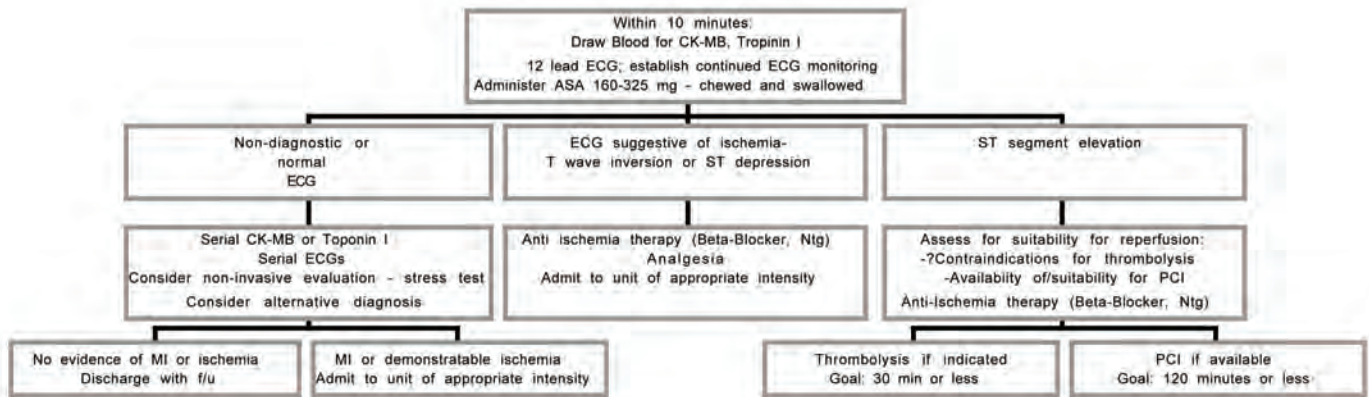 Within 10 minutes:
Draw Blood for CK-MB, Tropinin I
12 lead ECG; establish continued ECG monitoring
Administer ASA 160-325 mg - chewed and swallowed
Non-diagnostic or
normal
ECG
ECG suggestive of ischemia-
T wave inversion or ST depression
ST segment elevation
Serial CK-MB or Toponin I
Serial ECGs
Consider non-invasive evaluation - stress test
Consider alternative diagnosis
Anti ischemia therapy (Beta-Blocker, Ntg)
Analgesia
Admit to unit of appropriate intensity
Assess for suitability for reperfusion:
-?Contraindications for thrombolysis
-Availabity of/suitability for PCI
Anti-Ischemia therapy (Beta-Blocker, Ntg)
No evidence of MI or ischemia
Discharge with f/u
MI or demonstratable ischemia
Admit to unit of appropriate intensity
Thrombolysis if indicated
Goal: 30 min or less
PCI if available
Goal: 120 minutes or less